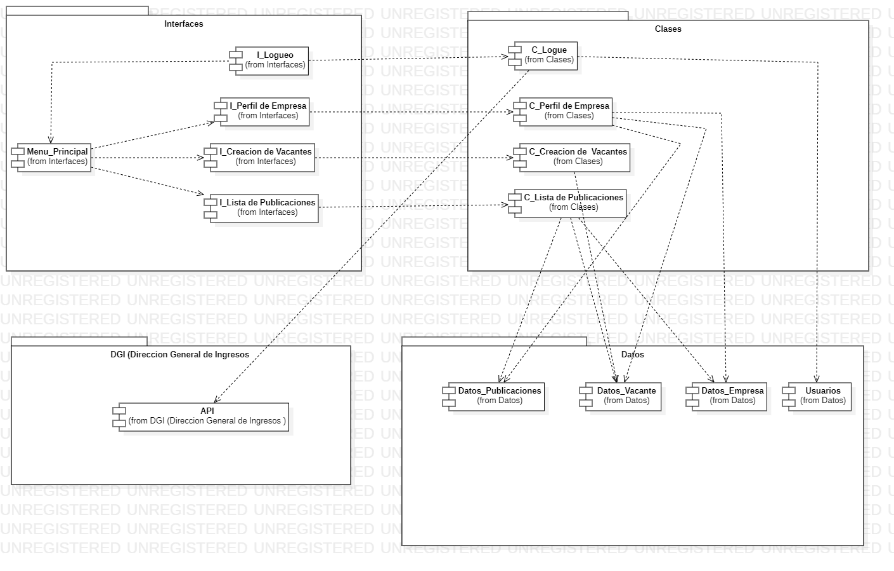 Interfaces
I_Logueo
(from Interfaces)
I_Perfil de Empresa
(from Interfaces)
Menu_Principal
(from Interfaces)
I_Creacion de Vacantes
(from Interfaces)
I_Lista de Publicaciones
(from Interfaces)
Clases
C_Logue
(from Clases)
C_Perfil de Empresa
(from Clases)
C_Creacion de Vacantes
(from Clases)
C_Lista de Publicaciones
(from Clases)
DGI (Direccion General de Ingresos
API
(from DGI (Direccion General de Ingresos )
Datos
Datos_Publicaciones
(from Datos)
Datos_Vacante
(from Datos)
Datos_Empresa
(from Datos)
Usuarios
(from Datos)
UNREGISTERED UNREGISTERED UNREGISTERED UNREGISTERED UNREGISTERED UNREGISTERED UNREGISTERED